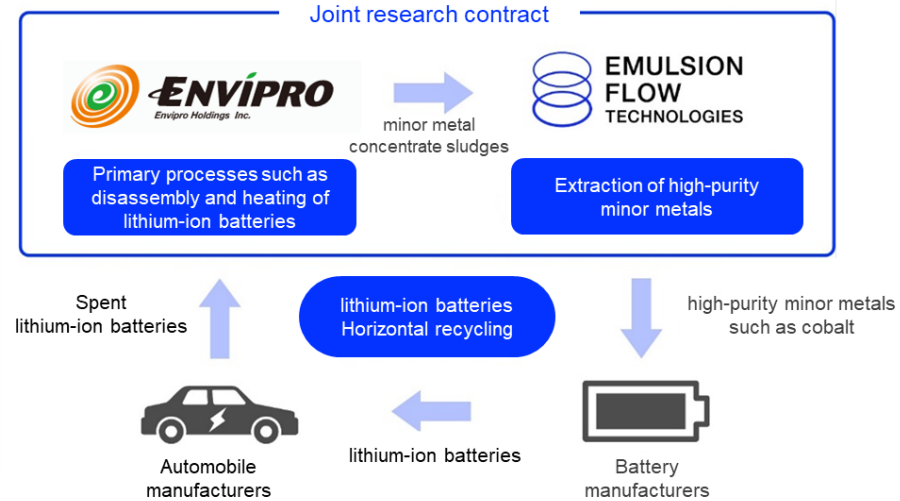 Joint research contract
ENVIPRO
Envipro Holdings Inc.
minor metal
concentrate sludges
EMULSION
FLOW
TECHNOLOGIES
Primary processes such as
disassembly and heating of
lithium-ion batteries
Extraction of high-purity
minor metals
Spent
lithium-ion batteries
lithium-ion batteries
Horizontal recycling
high-purity minor metals
such as cobalt
Automobile
manufacturers
lithium-ion batteries
Battery
manufacturers